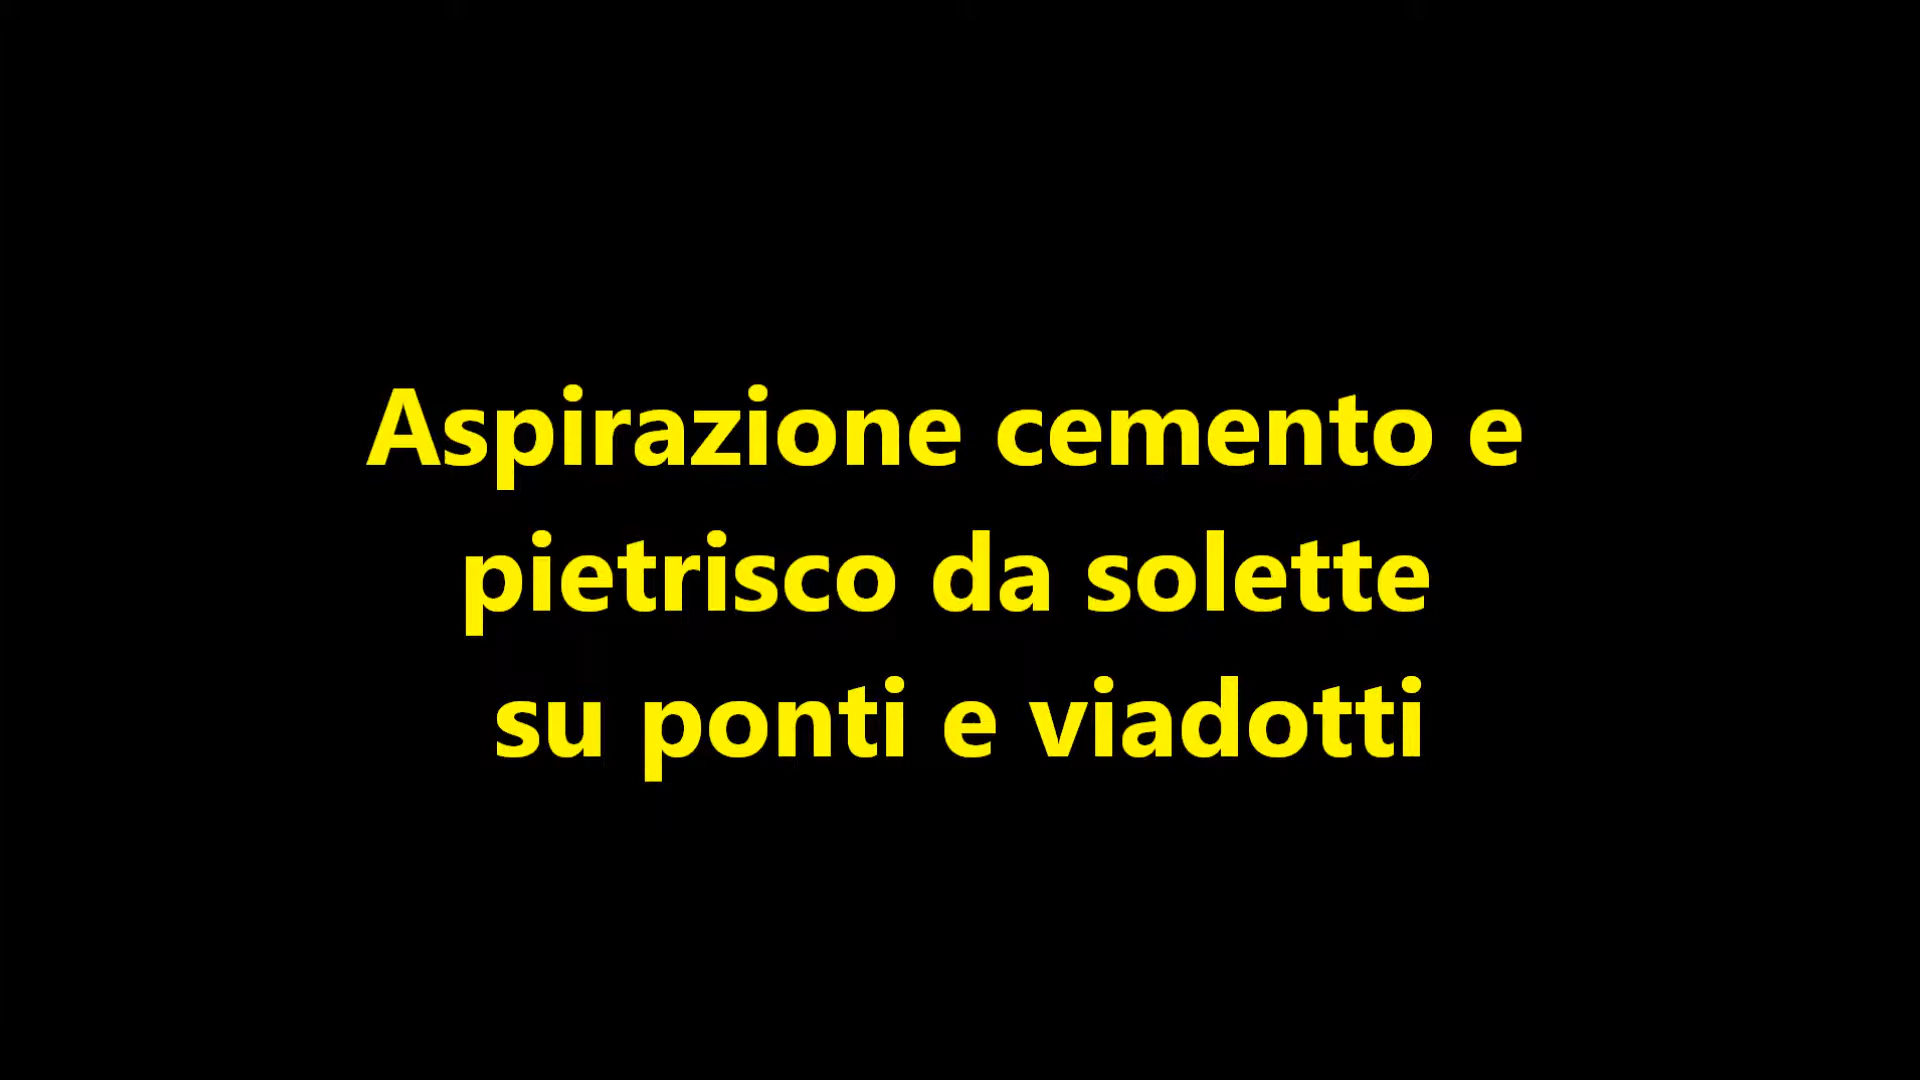 Aspirazione cemento e
pietrisco da solette
su ponti e viadotti